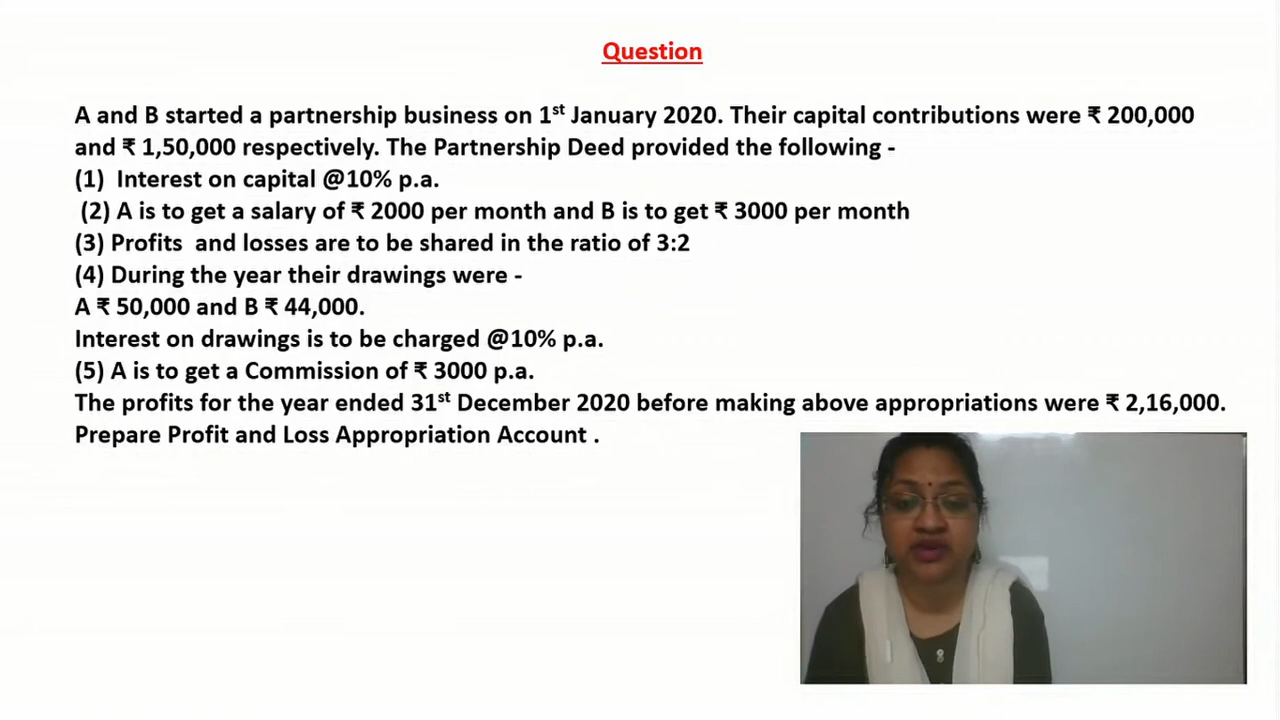 Question
A and B started a partnership business on 1st January 2020. Their capital contributions were ₹ 200,000
and ₹ 1,50,000 respectively. The Partnership Deed provided the following -
(1) Interest on capital @10% p.a.
(2) A is to get a salary of ₹ 2000 per month and B is to get ₹ 3000 per month
(3) Profits and losses are to be shared in the ratio of 3:2
(4) During the year their drawings were -
A ₹ 50,000 and B ₹ 44,000.
Interest on drawings is to be charged @10% p.a.
(5) A is to get a Commission of ₹ 3000 p.a.
The profits for the year ended 31st December 2020 before making above appropriations were ₹ 2,16,000.
Prepare Profit and Loss Appropriation Account .